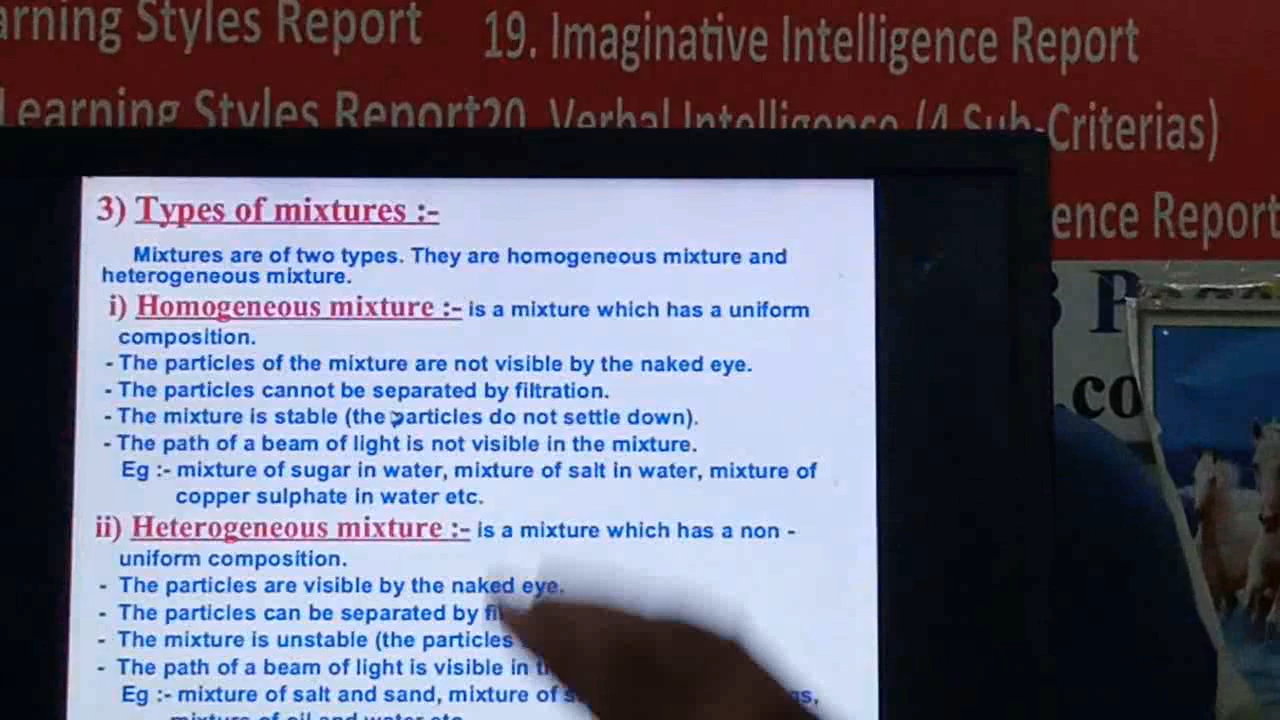 arning Styles Report
19. Imaginative Intelligence Report
Learning Styles Report
20. Verbal Intelligence (4 Sub-Criterias)
ence Report
3) Types of mixtures :-
Mixtures are of two types. They are homogeneous mixture and
heterogeneous mixture.
i) Homogeneous mixture :- is a mixture which has a uniform
composition.
- The particles of the mixture are not visible by the naked eye.
- The particles cannot be separated by filtration.
- The mixture is stable (the particles do not settle down).
- The path of a beam of light is not visible in the mixture.
Eg :- mixture of sugar in water, mixture of salt in water, mixture of
copper sulphate in water etc.
ii) Heterogeneous mixture :- is a mixture which has a non -
uniform composition.
- The particles are visible by the naked eye.
- The particles can be separated by
- The mixture is unstable (the particles
- The path of a beam of light is visible in
Eg :- mixture of salt and sand, mixture of
mixture of oil and water etc
P
co